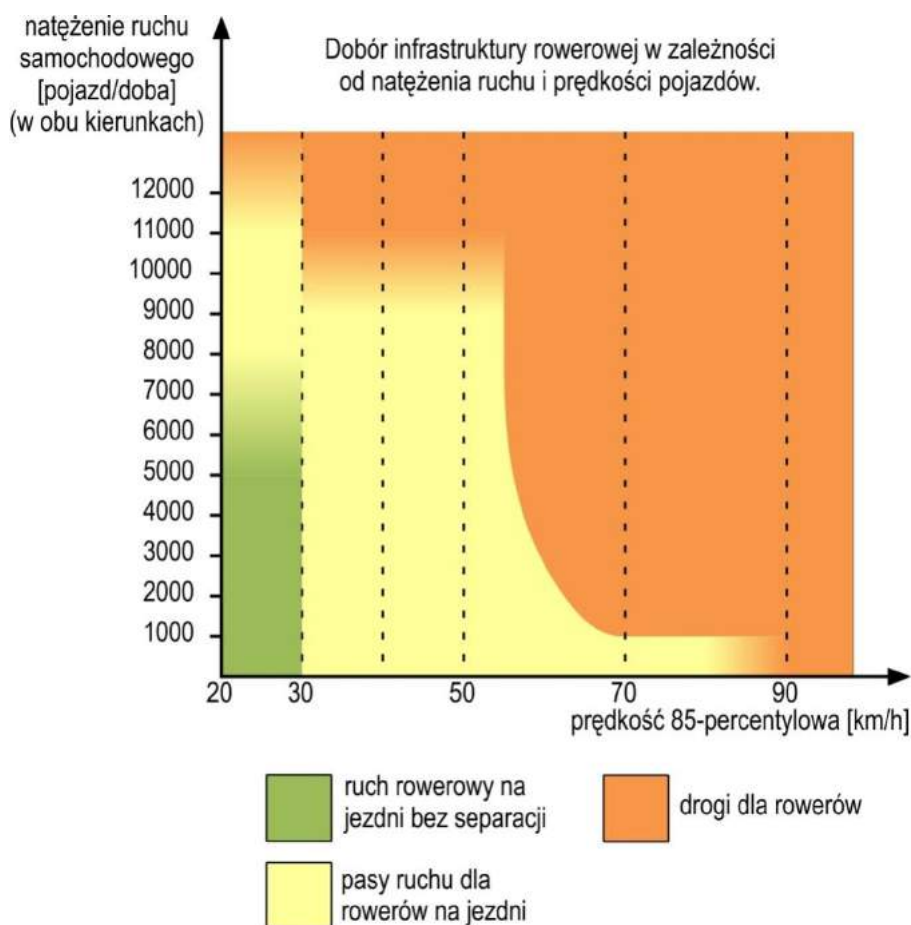 natężenie ruchu
samochodowego
[pojazd/doba]
(w obu kierunkach)
Dobór infrastruktury rowerowej w zależności
od natężenia ruchu i prędkości pojazdów.
12000
11000
10000
9000
8000
7000
6000
5000
4000
3000
2000
1000
20 30 50 70 90
prędkość 85-percentylowa [km/h]
ruch rowerowy na
jezdni bez separacji
drogi dla rowerów
pasy ruchu dla
rowerów na jezdni